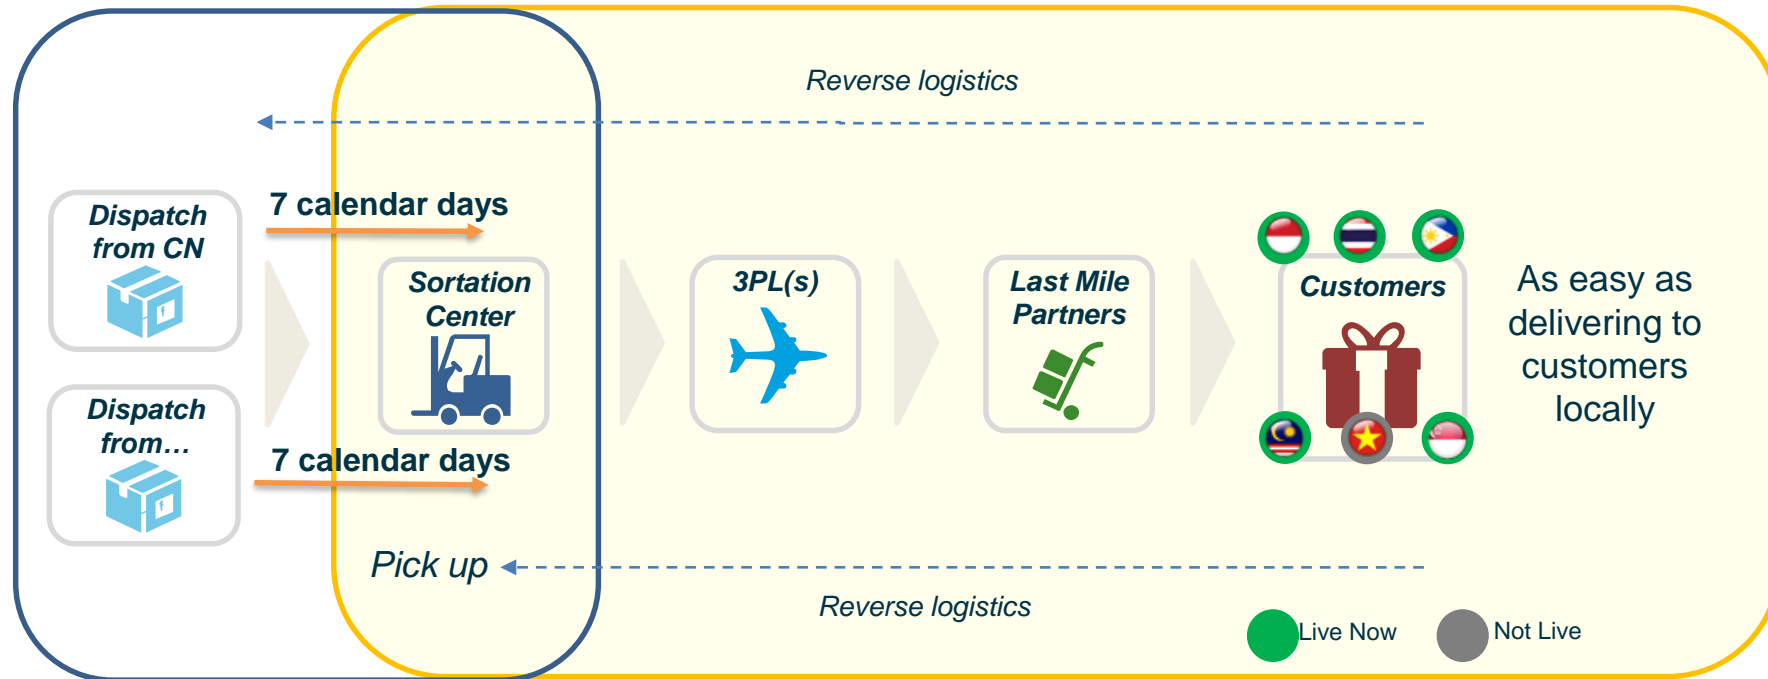 Reverse logistics
7 calendar days
Dispatch
from CN
Sortation
Center
3PL(s)
Last Mile
Partners
Customers
As easy as
delivering to
customers
locally
Dispatch
from…
7 calendar days
Pick up
Reverse logistics
Live Now
Not Live